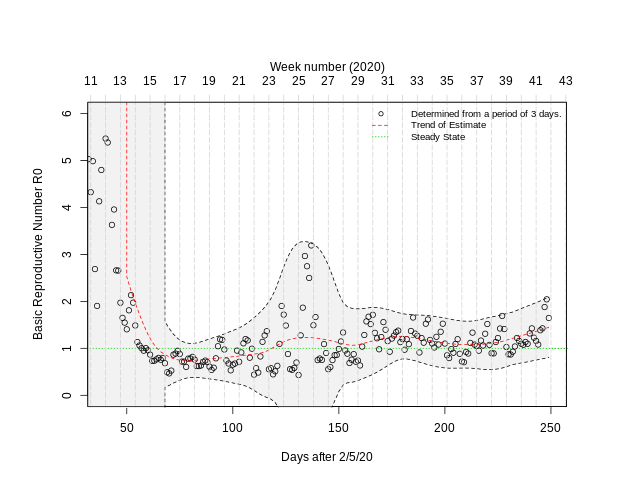 Week number (2020)
11 13 15 17 19 21 23 25 27 29 31 33 35 37 39 41 43
Determined from a period of 3 days.
Trend of Estimate
Steady State
Basic Reproductive Number R0
6
5
4
3
2
1
0
50 100 150 200 250
Days after 2/5/20